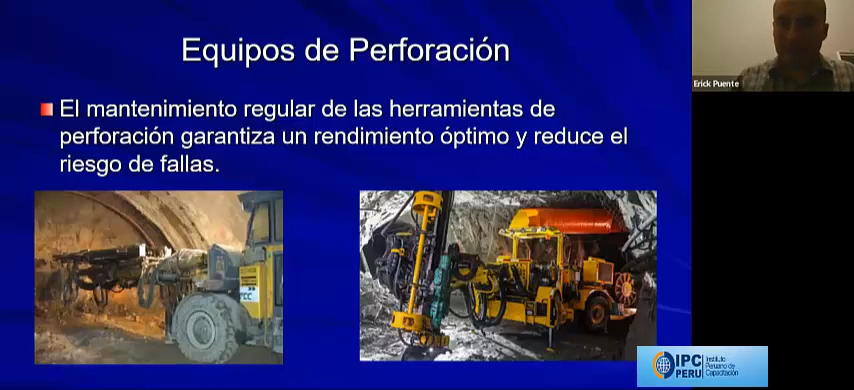 Equipos de Perforación
El mantenimiento regular de las herramientas de
perforación garantiza un rendimiento óptimo y reduce el
riesgo de fallas.
Erick Puente
IPC
PERU
Instituto
Peruano de
Capacitación